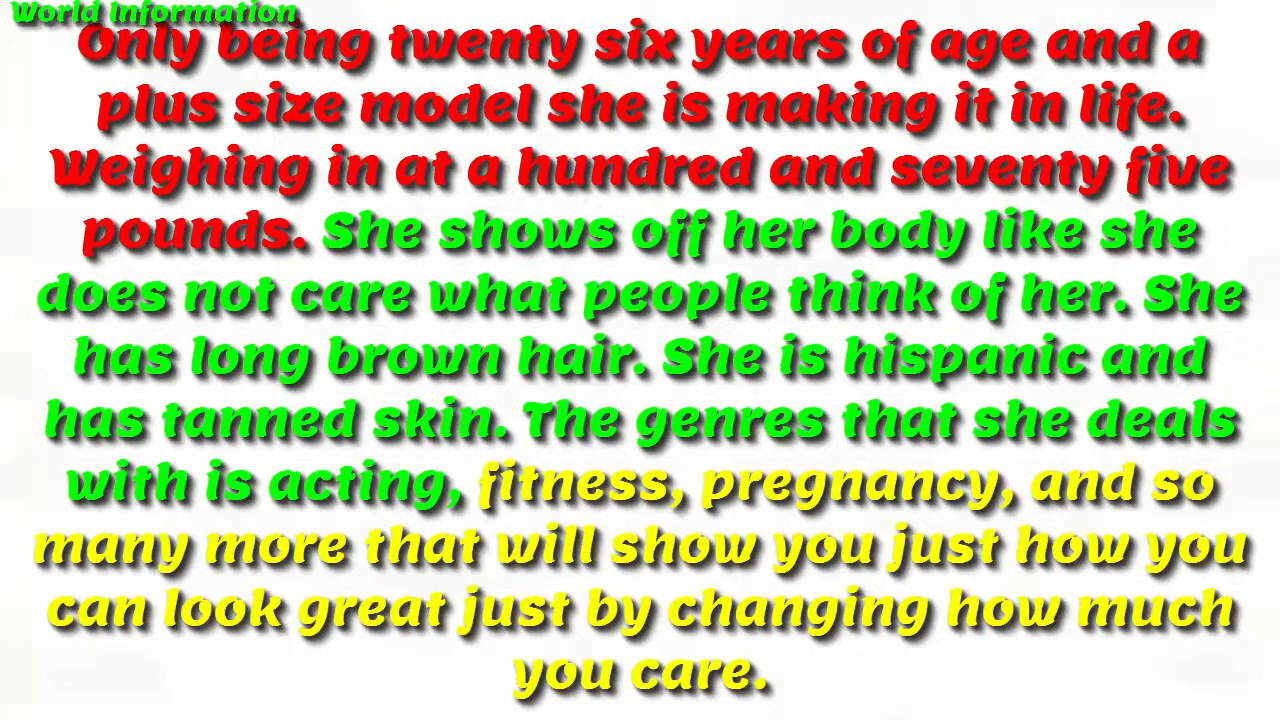 World Information
Only being twenty six years of age and a
plus size model she is making it in life.
Weighing in at a hundred and seventy five
pounds. She shows off her body like she
does not care what people think of her. She
has long brown hair. She is hispanic and
has tanned skin. The genres that she deals
with is acting, fitness, pregnancy, and so
many more that will show you just how you
can look great just by changing how much
you care.